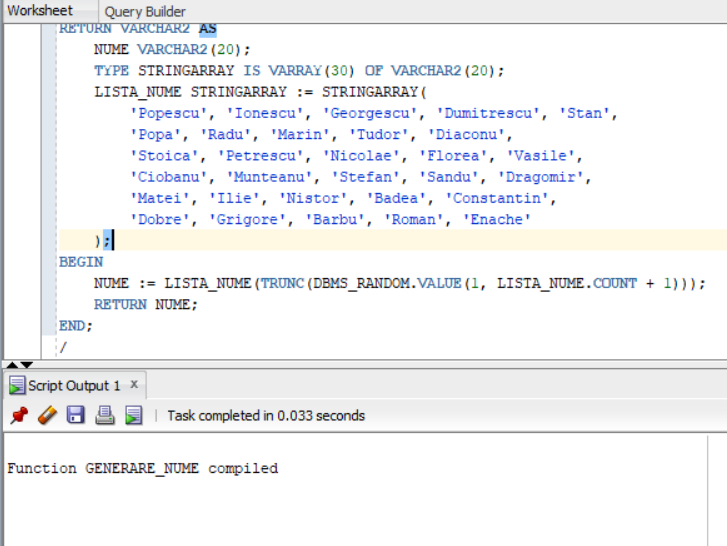 Worksheet Query Builder
RETURN VARCHAR2 AS
NUME VARCHAR2(20);
TYPE STRINGARRAY IS VARRAY(30) OF VARCHAR2(20);
LISTA_NUME STRINGARRAY := STRINGARRAY(
'Popescu', 'Ionescu', 'Georgescu', 'Dumitrescu', 'Stan',
'Popa', 'Radu', 'Marin', 'Tudor', 'Diaconu',
'Stoica', 'Petrescu', 'Nicolae', 'Florea', 'Vasile',
'Ciobanu', 'Munteanu', 'Stefan', 'Sandu', 'Dragomir',
'Matei', 'Ilie', 'Nistor', 'Badea', 'Constantin',
'Dobre', 'Grigore', 'Barbu', 'Roman', 'Enache'
);
BEGIN
NUME := LISTA_NUME(TRUNC(DBMS_RANDOM.VALUE(1, LISTA_NUME.COUNT + 1)));
RETURN NUME;
END;
/
Script Output 1 x
Task completed in 0.033 seconds
Function GENERARE_NUME compiled